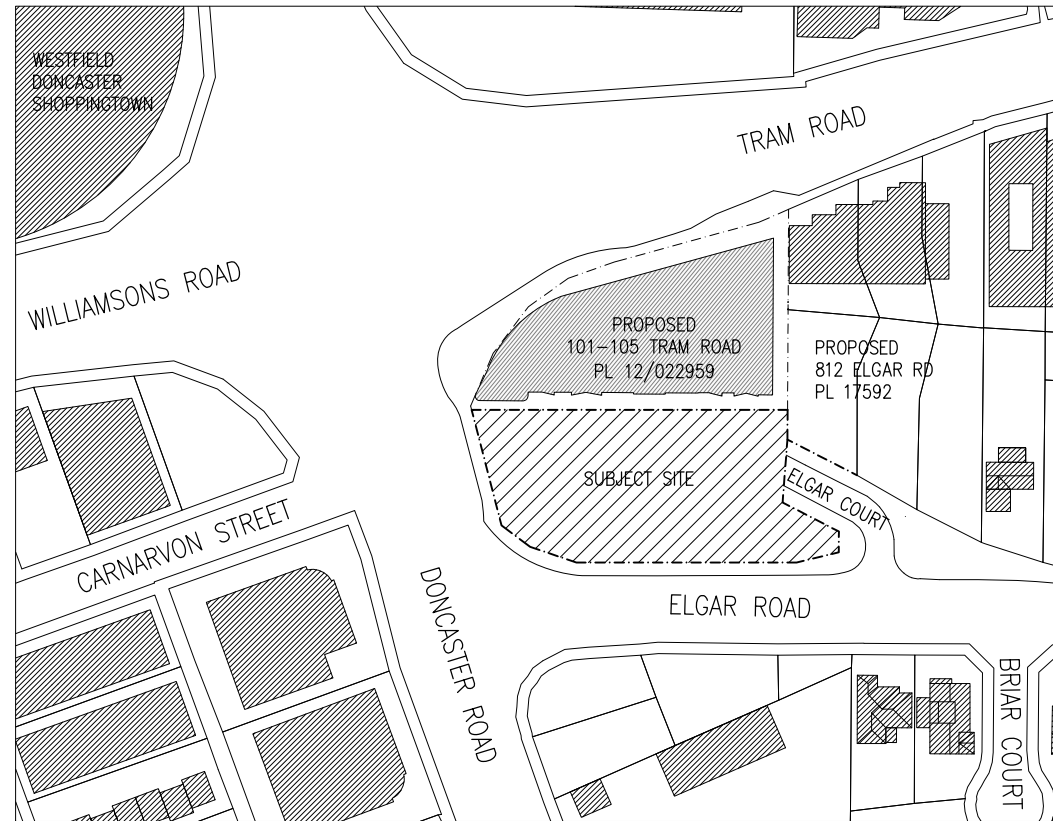 WESTFIELD
DONCASTER
SHOPPINGTOWN
TRAM ROAD
WILLIAMSONS ROAD
PROPOSED
101-105 TRAM ROAD
PL 12/022959
PROPOSED
812 ELGAR RD
PL 17592
SUBJECT SITE
ELGAR COURT
CARNARVON STREET
DONCASTER ROAD
ELGAR ROAD
BRIAR COURT